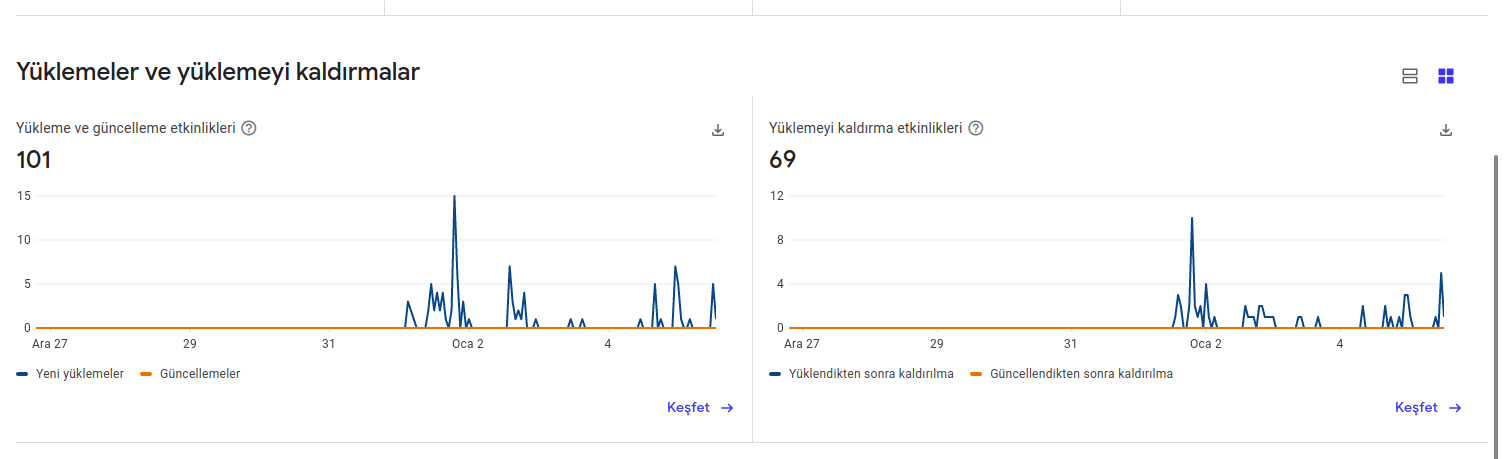 Yüklemeler ve yüklemeyi kaldırmalar
Yükleme ve güncelleme etkinlikleri
101
15
10
5
0
Ara 27 29 31 Oca 2 4
Yeni yüklemeler Güncellemeler
Keşfet
Yüklemeyi kaldırma etkinlikleri
69
12
8
4
0
Ara 27 29 31 Oca 2 4
Yüklendikten sonra kaldırılma Güncellendikten sonra kaldırılma
Keşfet